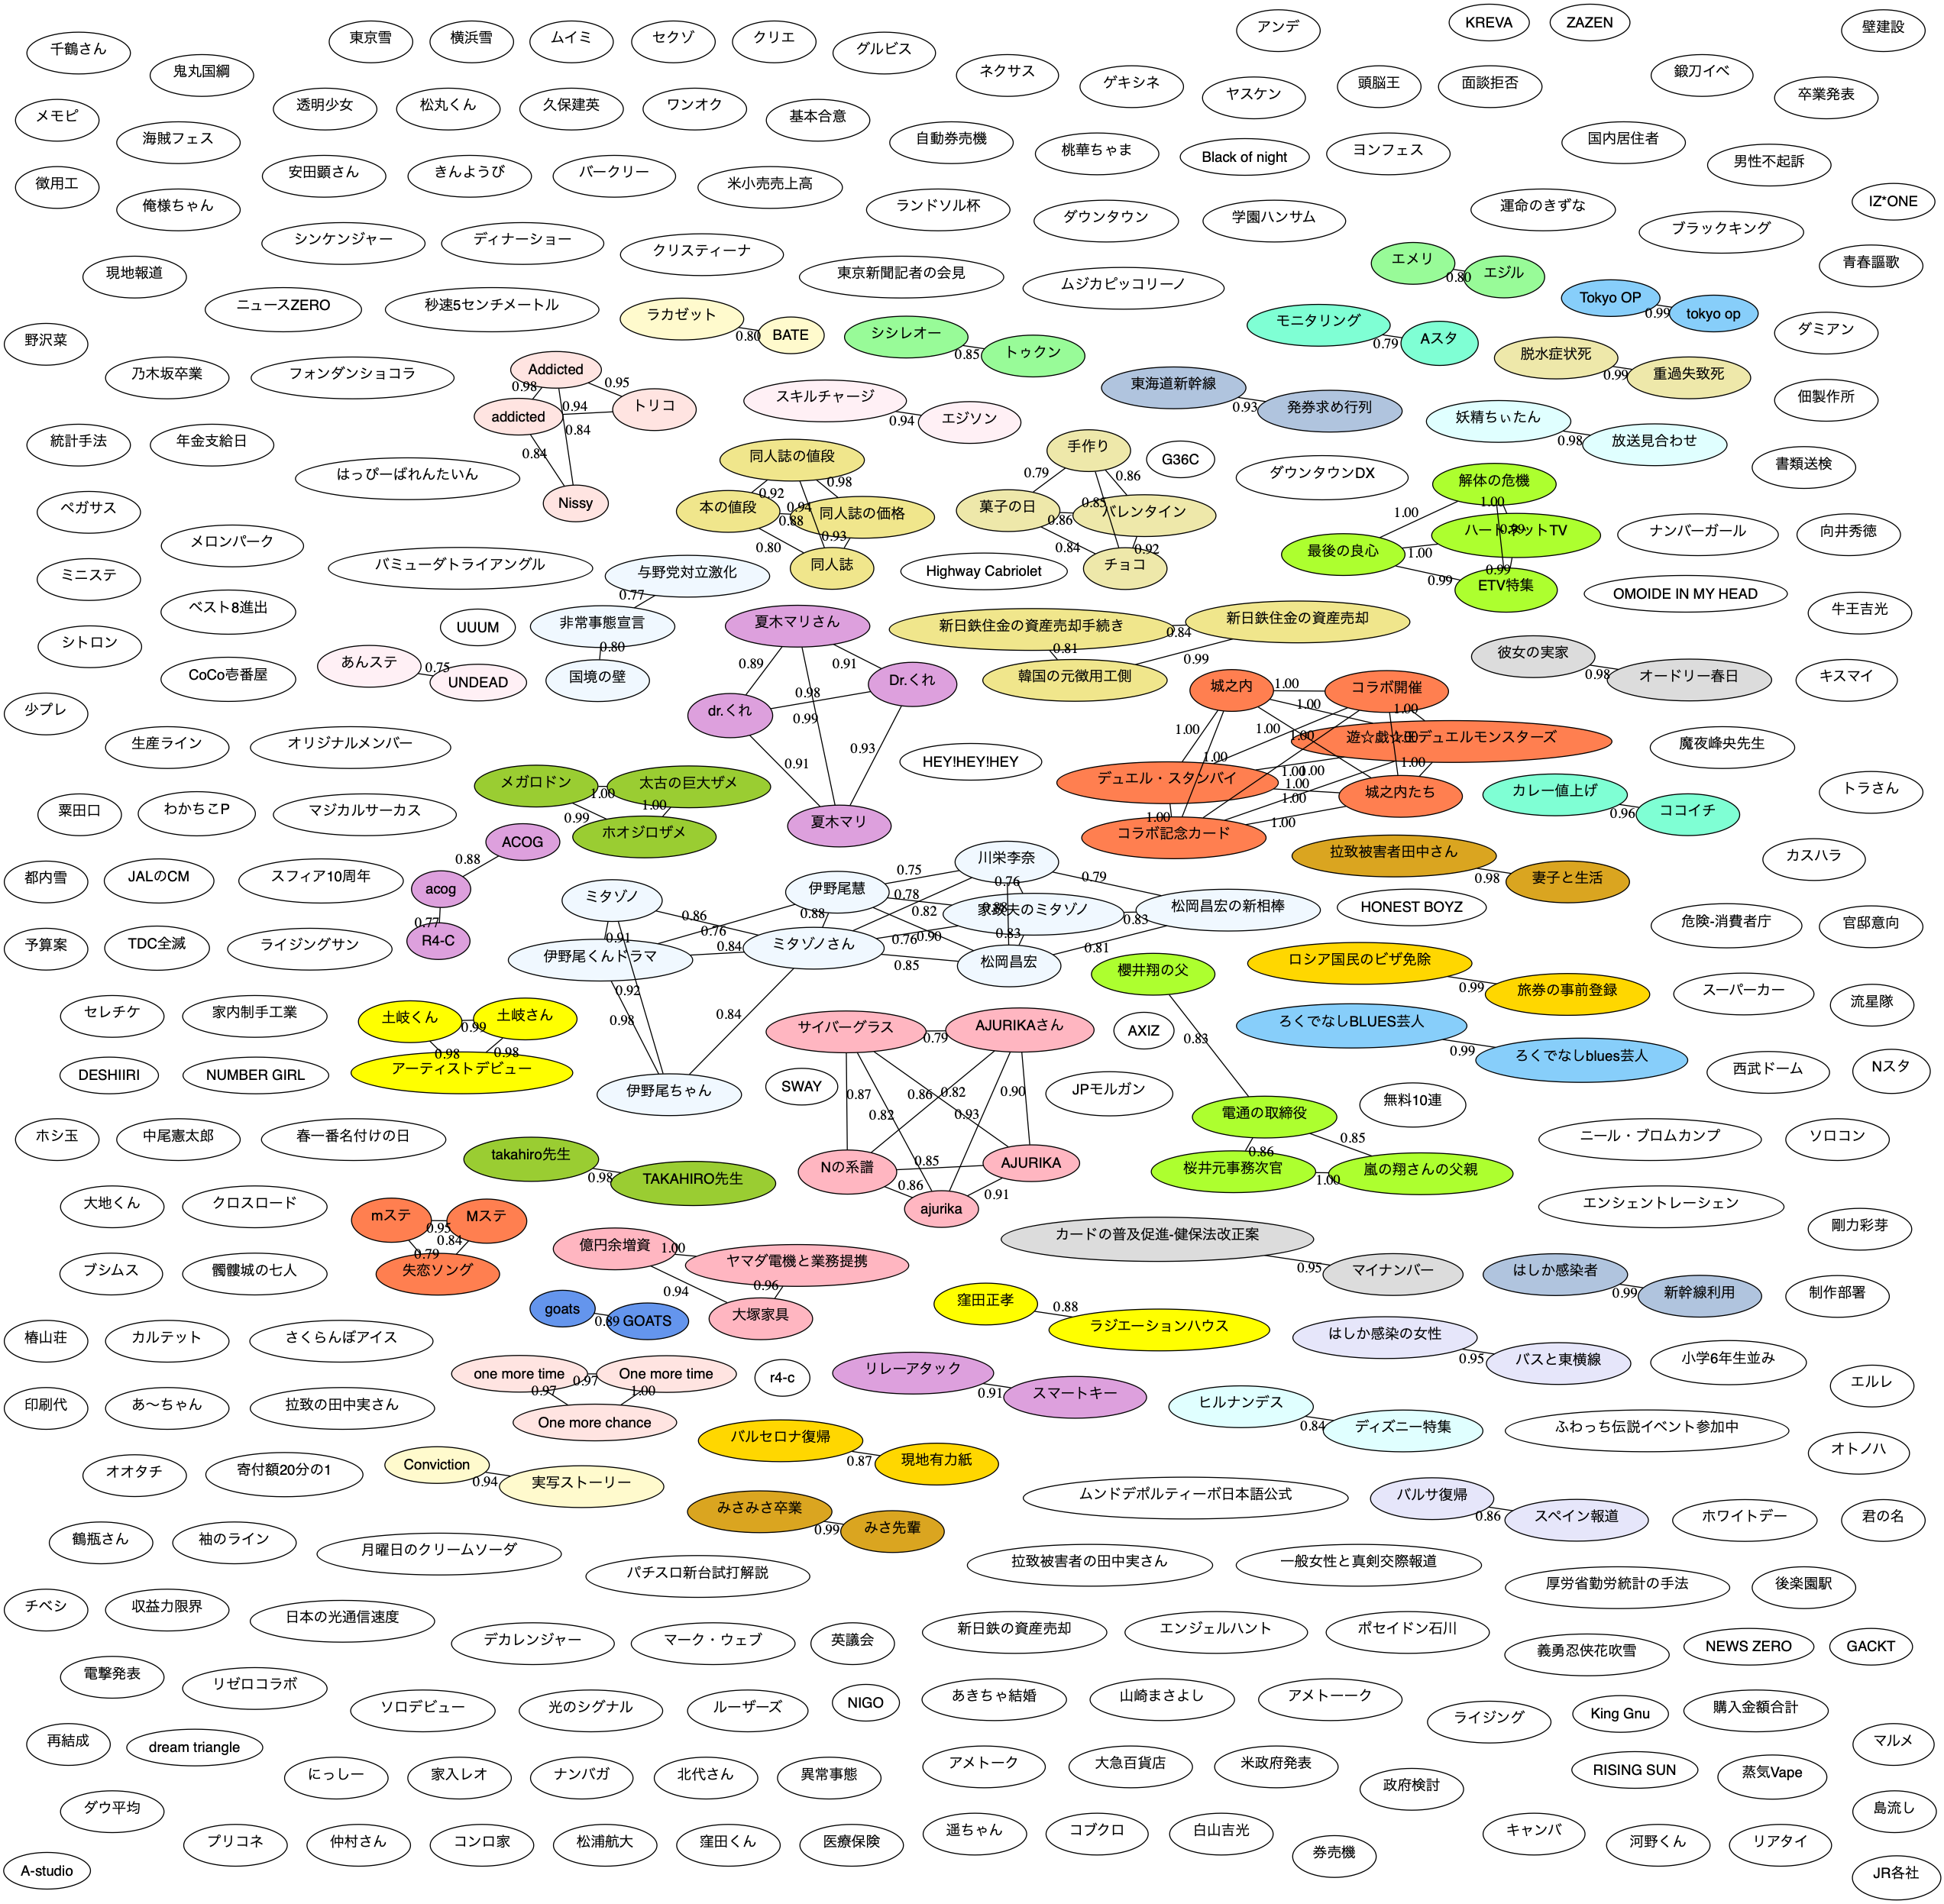 千鶴さん
鬼丸国綱
東京雪
横浜雪
ムイミ
セクゾ
クリエ
グルビス
ネクサス
アンデ
KREVA
ZAZEN
壁建設
メモピ
海賊フェス
透明少女
松丸くん
久保建英
ワンオク
基本合意
自動券売機
ゲキシネ
ヤスケン
頭脳王
面談拒否
鍛刀イベ
卒業発表
徴用工
俺様ちゃん
安田顕さん
きんようび
バークリー
米小売売上高
ランドソル杯
桃華ちゃま
Black of night
ヨンフェス
国内居住者
男性不起訴
IZ*ONE
シンケンジャー
ディナーショー
クリスティーナ
東京新聞記者の会見
ダウンタウン
学園ハンサム
運命のきずな
ブラックキング
青春謳歌
現地報道
ニュースZERO
秒速5センチメートル
ムジカピッコリーノ
エメリ
0.80
エジル
Tokyo OP
0.99
tokyo op
ダミアン
野沢菜
乃木坂卒業
フォンダンショコラ
ラカゼット
0.80
BATE
シシレオー
0.85
トゥクン
モニタリング
0.79
Aスタ
脱水症状死
0.99
重過失致死
佃製作所
Addicted
0.98
0.95
addicted
0.94
トリコ
0.84
0.84
Nissy
スキルチャージ
0.94
エジソン
東海道新幹線
0.93
発券求め行列
妖精ちぃたん
0.98
放送見合わせ
書類送検
統計手法
年金支給日
はっぴーばれんたいん
同人誌の値段
0.92
0.98
本の値段
0.94
0.88
同人誌の価格
0.93
0.80
同人誌
手作り
0.79
0.86
菓子の日
0.85
0.86
バレンタイン
0.84
0.92
チョコ
G36C
ダウンタウンDX
解体の危機
1.00
1.00
ハートネットTV
0.99
最後の良心
1.00
0.99
0.99
ETV特集
ナンバーガール
向井秀徳
ペガサス
メロンパーク
バミューダトライアングル
与野党対立激化
0.77
非常事態宣言
0.80
国境の壁
Highway Cabriolet
OMOIDE IN MY HEAD
牛王吉光
ミニステ
ベスト8進出
UUUM
シトロン
CoCo壱番屋
あんステ
0.75
UNDEAD
夏木マリさん
0.89
0.91
Dr.くれ
0.98
dr.くれ
0.99
0.93
0.91
夏木マリ
新日鉄住金の資産売却手続き
0.84
新日鉄住金の資産売却
0.81
0.99
韓国の元徴用工側
彼女の実家
0.98
オードリー春日
キスマイ
少プレ
生産ライン
オリジナルメンバー
HEY!HEY!HEY
城之内
1.00
コラボ開催
1.00
1.00
1.00
1.00
1.00
1.00
遊☆戯☆王デュエルモンスターズ
1.00
1.00
デュエル・スタンバイ
1.00
1.00
1.00
1.00
城之内たち
1.00
1.00
コラボ記念カード
魔夜峰央先生
トラさん
粟田口
わかちこP
マジカルサーカス
メガロドン
1.00
太古の巨大ザメ
0.99
1.00
ホオジロザメ
カレー値上げ
0.96
ココイチ
都内雪
JALのCM
スフィア10周年
ACOG
0.88
acog
0.77
R4-C
拉致被害者田中さん
0.98
妻子と生活
カスハラ
予算案
TDC全滅
ライジングサン
ミタゾノ
0.86
0.91
伊野尾慧
0.75
川栄李奈
0.76
0.79
0.78
0.88
0.82
0.88
家政夫のミタゾノ
0.83
松岡昌宏の新相棒
0.76
伊野尾くんドラマ
0.84
ミタゾノさん
0.76
0.90
0.83
0.81
0.85
松岡昌宏
0.92
0.98
0.84
伊野尾ちゃん
HONEST BOYZ
危険-消費者庁
官邸意向
セレチケ
家内制手工業
土岐くん
0.99
土岐さん
0.98
0.98
アーティストデビュー
櫻井翔の父
0.83
電通の取締役
0.86
0.85
桜井元事務次官
1.00
嵐の翔さんの父親
ロシア国民のビザ免除
0.99
旅券の事前登録
スーパーカー
流星隊
DESHIIRI
NUMBER GIRL
サイバーグラス
0.79
AJURIKAさん
0.87
0.86
0.82
0.90
0.82
0.93
Nの系譜
0.85
AJURIKA
0.86
0.91
ajurika
AXIZ
SWAY
JPモルガン
ろくでなしBLUES芸人
0.99
ろくでなしblues芸人
西武ドーム
Nスタ
無料10連
ホシ玉
中尾憲太郎
春一番名付けの日
takahiro先生
0.98
TAKAHIRO先生
ニール・ブロムカンプ
ソロコン
大地くん
クロスロード
mステ
0.95
Mステ
0.79
0.84
失恋ソング
エンシェントレーシェン
剛力彩芽
ブシムス
髑髏城の七人
億円余増資
1.00
ヤマダ電機と業務提携
0.94
0.96
大塚家具
カードの普及促進-健保法改正案
0.95
マイナンバー
はしか感染者
0.99
新幹線利用
制作部署
goats
0.89
GOATS
椿山荘
カルテット
さくらんぼアイス
窪田正孝
0.88
ラジエーションハウス
はしか感染の女性
0.95
バスと東横線
小学6年生並み
エルレ
one more time
0.97
One more time
0.97
1.00
One more chance
r4-c
リレーアタック
0.91
スマートキー
ヒルナンデス
0.84
ディズニー特集
ふわっち伝説イベント参加中
オトノハ
印刷代
あ〜ちゃん
拉致の田中実さん
バルセロナ復帰
0.87
現地有力紙
オオタチ
寄付額20分の1
Conviction
0.94
実写ストーリー
みさみさ卒業
0.99
みさ先輩
ムンドデポルティーボ日本語公式
バルサ復帰
0.86
スペイン報道
ホワイトデー
君の名
鶴瓶さん
袖のライン
月曜日のクリームソーダ
パチスロ新台試打解説
拉致被害者の田中実さん
一般女性と真剣交際報道
厚労省勤労統計の手法
後楽園駅
チベシ
収益力限界
日本の光通信速度
デカレンジャー
マーク・ウェブ
英議会
新日鉄の資産売却
エンジェルハント
ポセイドン石川
義勇忍侠花吹雪
NEWS ZERO
GACKT
電撃発表
リゼロコラボ
ソロデビュー
光のシグナル
ルーザーズ
NIGO
あきちゃ結婚
山崎まさよし
アメトーーク
ライジング
King Gnu
購入金額合計
マルメ
再結成
dream triangle
にっしー
家入レオ
ナンバガ
北代さん
異常事態
アメトーク
大急百貨店
米政府発表
政府検討
RISING SUN
蒸気Vape
島流し
ダウ平均
プリコネ
仲村さん
コンロ家
松浦航大
窪田くん
医療保険
遥ちゃん
コブクロ
白山吉光
券売機
キャンバ
河野くん
リアタイ
A-studio
JR各社